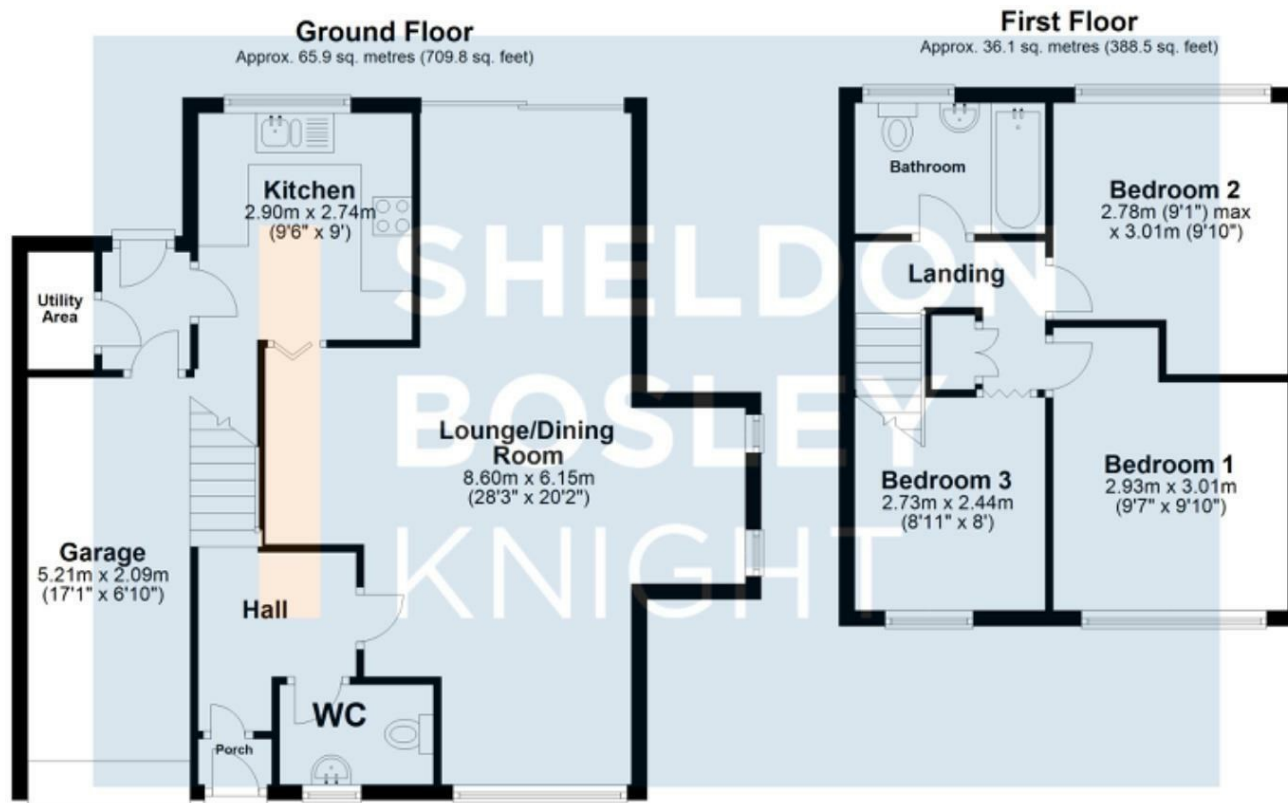 Ground Floor
Approx. 65.9 sq. metres (709.8 sq. feet)
First Floor
Approx. 36.1 sq. metres (388.5 sq. feet)
Kitchen
2.90m x 2.74m
(9'6" x 9')
Utility
Area
Lounge/Dining
Room
8.60m x 6.15m
(28'3" x 20'2")
Garage
5.21m x 2.09m
(17'1" x 6'10")
Hall
WC
Porch
Bathroom
Bedroom 2
2.78m (9'1") max
x 3.01m (9'10")
Landing
Bedroom 3
2.73m x 2.44m
(8'11" x 8')
Bedroom 1
2.93m x 3.01m
(9'7" x 9'10")
SHELDON
BOSLEY
KNIGHT